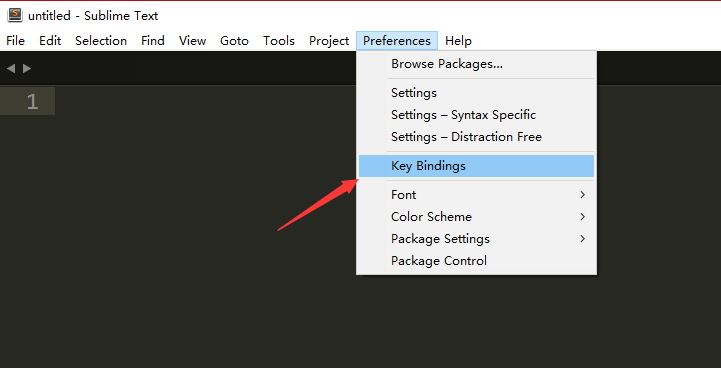 untitled - Sublime Text
File Edit Selection Find View Goto Tools Project Preferences Help
Browse Packages...
1
Settings
Settings – Syntax Specific
Settings – Distraction Free
Key Bindings
Font
Color Scheme
Package Settings
Package Control